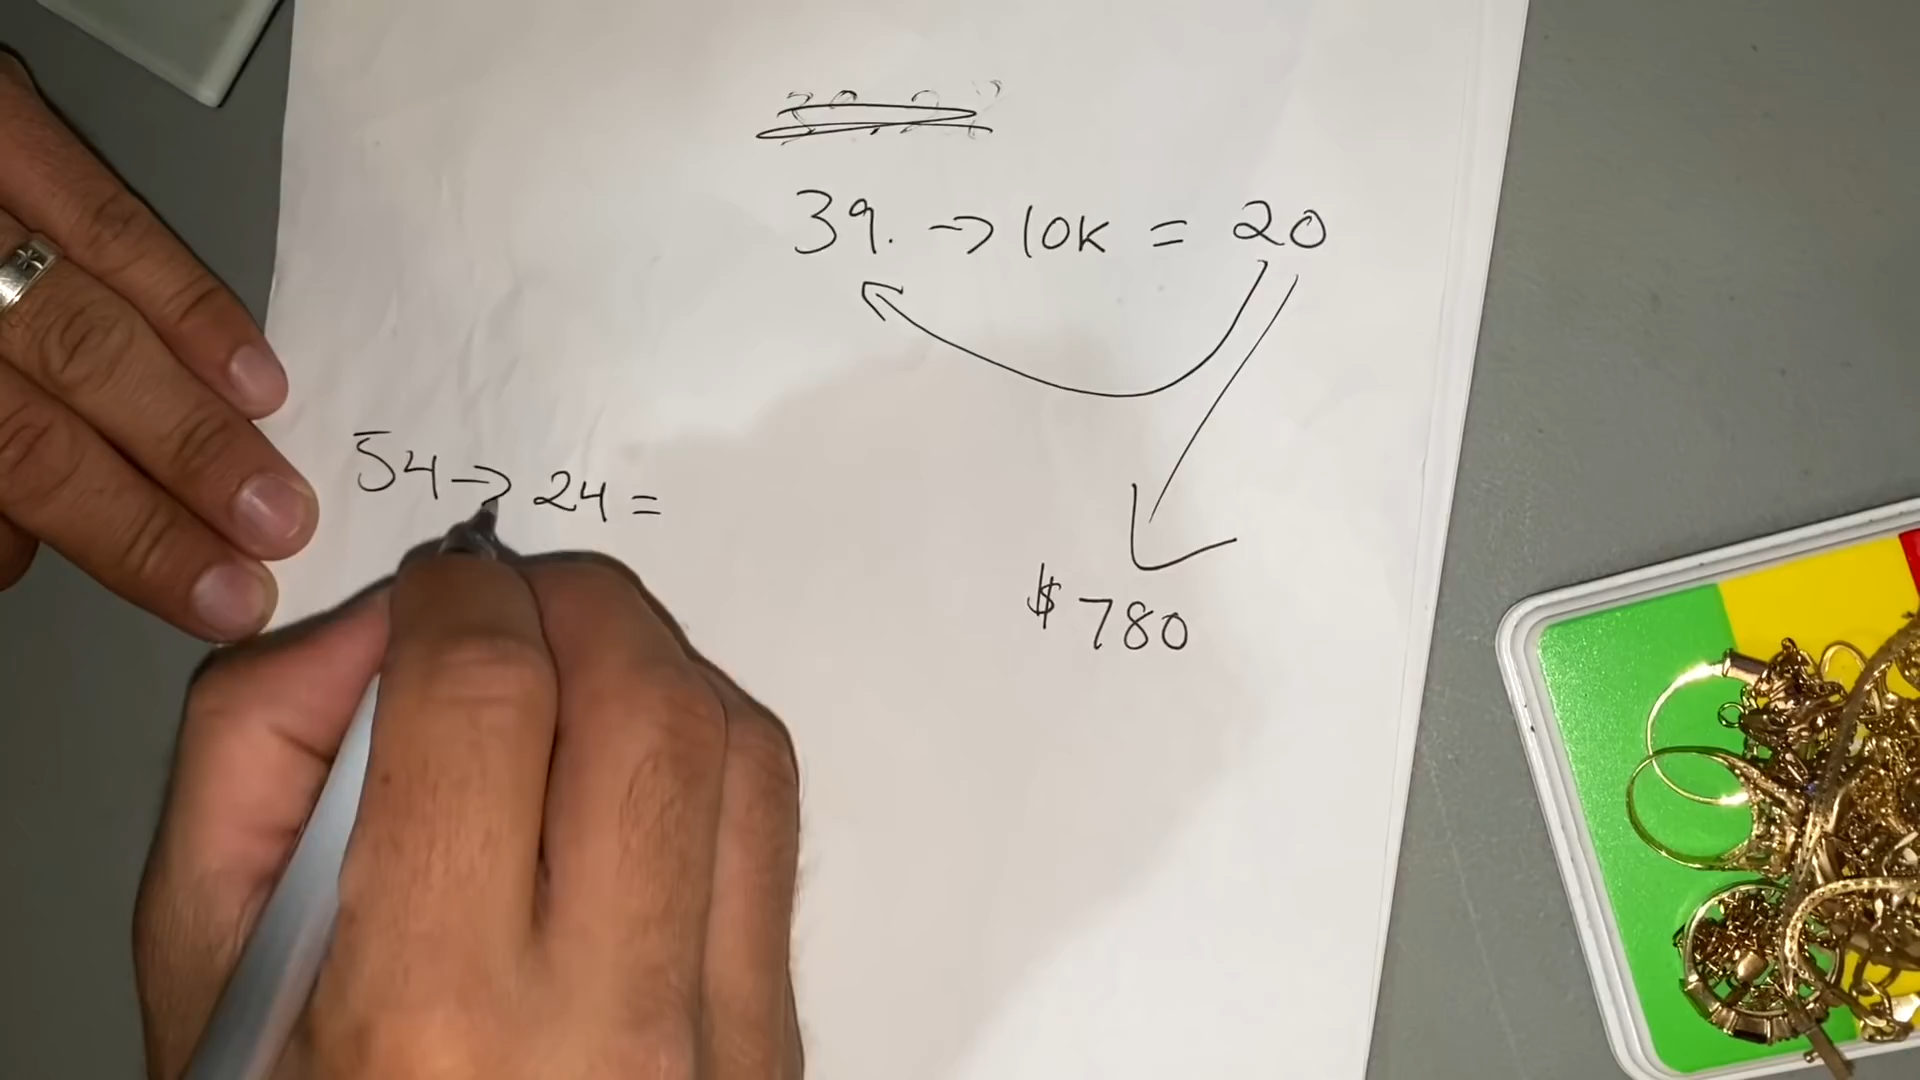 39. → 10K = 20
54 → 24 =
$780